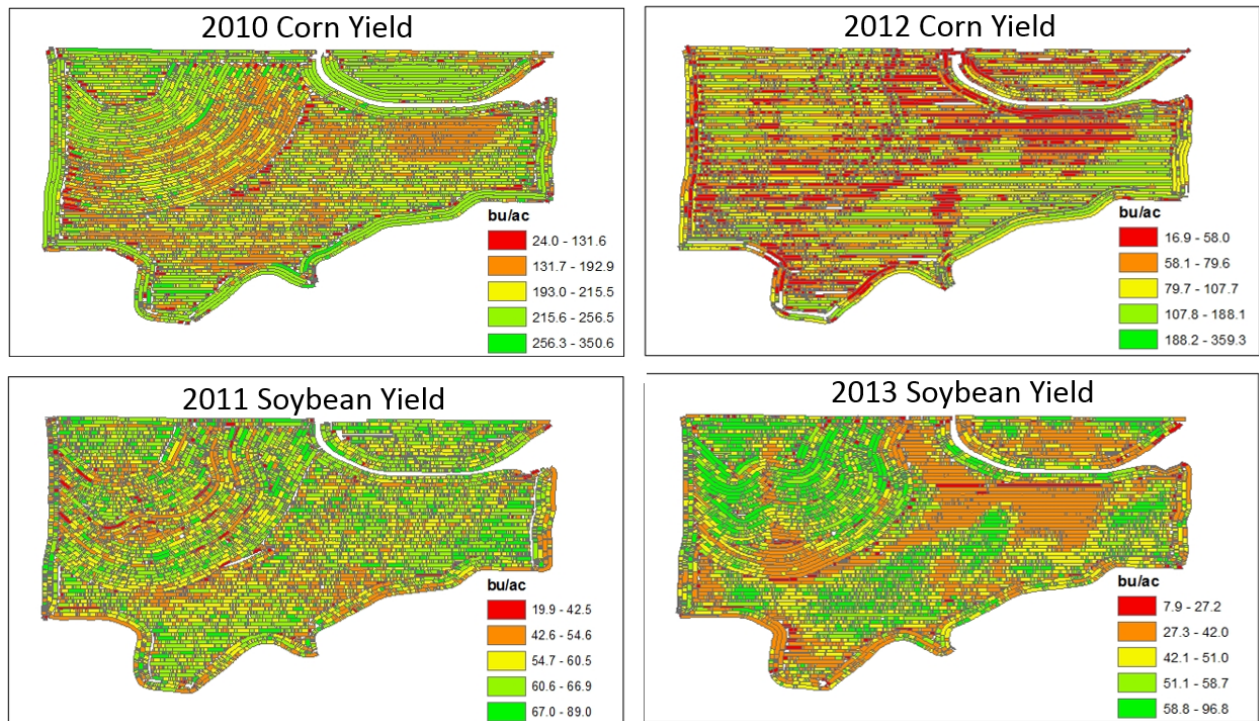 2010 Corn Yield
bu/ac
24.0 - 131.6
131.7 - 192.9
193.0 - 215.5
215.6 - 256.5
256.3 - 350.6
2012 Corn Yield
bu/ac
16.9 - 58.0
58.1 - 79.6
79.7 - 107.7
107.8 - 188.1
188.2 - 359.3
2011 Soybean Yield
bu/ac
19.9 - 42.5
42.6 - 54.6
54.7 - 60.5
60.6 - 66.9
67.0 - 89.0
2013 Soybean Yield
bu/ac
7.9 - 27.2
27.3 - 42.0
42.1 - 51.0
51.1 - 58.7
58.8 - 96.8